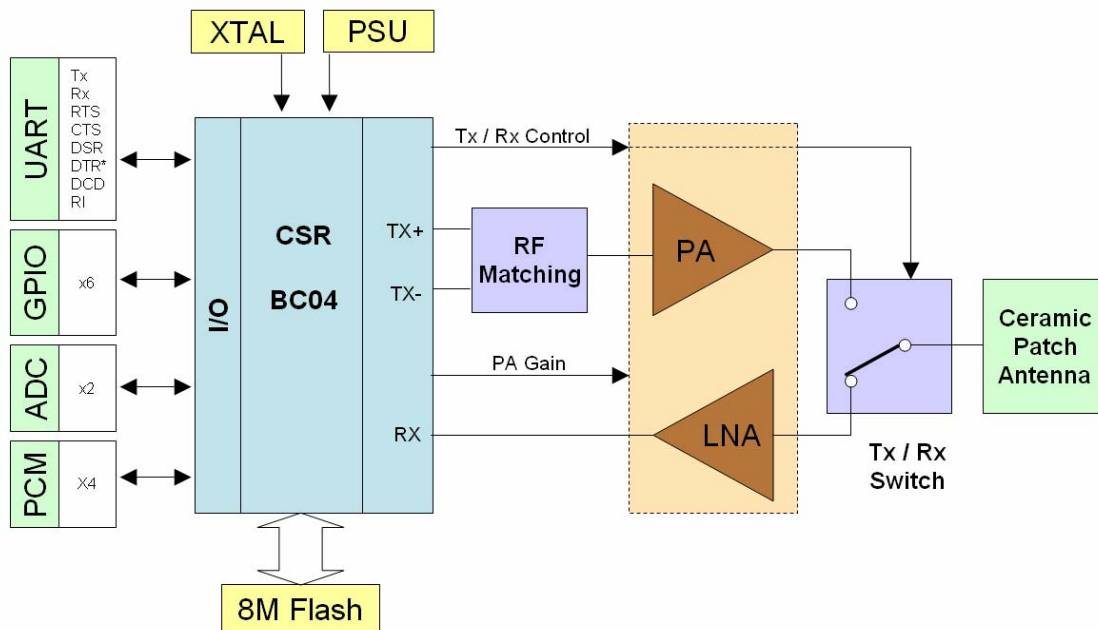 XTAL
PSU
UART
Tx
Rx
RTS
CTS
DSR
DTR*
DCD
RI
GPIO
x6
ADC
x2
PCM
X4
I/O
CSR
BC04
TX+
TX-
RX
Tx / Rx Control
RF
Matching
PA Gain
PA
LNA
Tx / Rx
Switch
Ceramic
Patch
Antenna
8M Flash